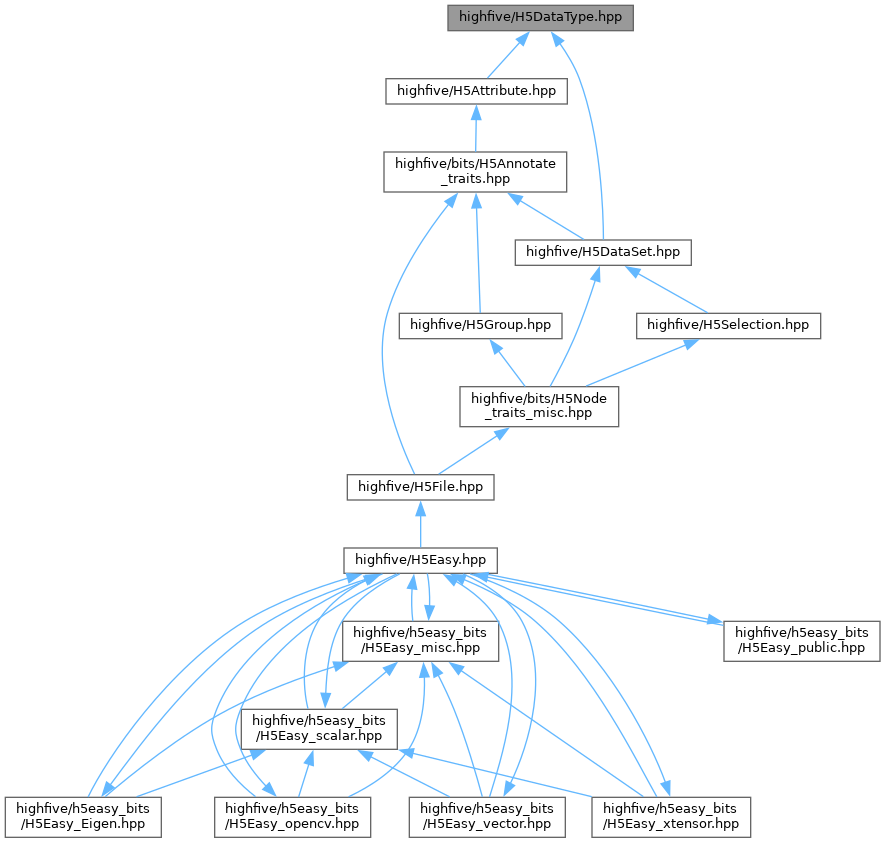 highfive/H5DataType.hpp
highfive/H5Attribute.hpp
highfive/bits/H5Annotate
_traits.hpp
highfive/H5DataSet.hpp
highfive/H5Group.hpp
highfive/H5Selection.hpp
highfive/bits/H5Node
_traits_misc.hpp
highfive/H5File.hpp
highfive/H5Easy.hpp
highfive/h5easy_bits
/H5Easy_misc.hpp
highfive/h5easy_bits
/H5Easy_public.hpp
highfive/h5easy_bits
/H5Easy_scalar.hpp
highfive/h5easy_bits
/H5Easy_Eigen.hpp
highfive/h5easy_bits
/H5Easy_opencv.hpp
highfive/h5easy_bits
/H5Easy_vector.hpp
highfive/h5easy_bits
/H5Easy_xtensor.hpp